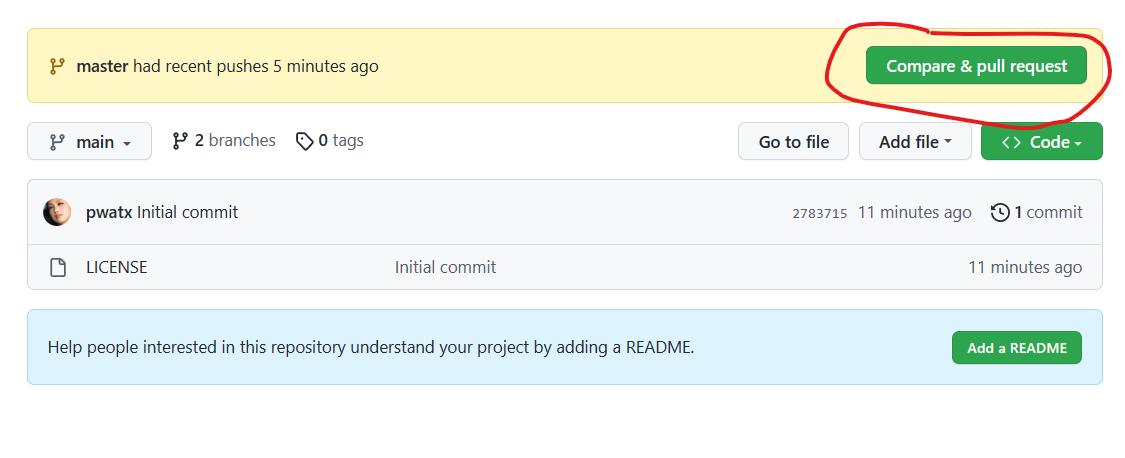 master had recent pushes 5 minutes ago Compare & pull request
main 2 branches 0 tags Go to file Add file Code
pwatx Initial commit 2783715 11 minutes ago 1 commit
LICENSE Initial commit 11 minutes ago
Help people interested in this repository understand your project by adding a README. Add a README